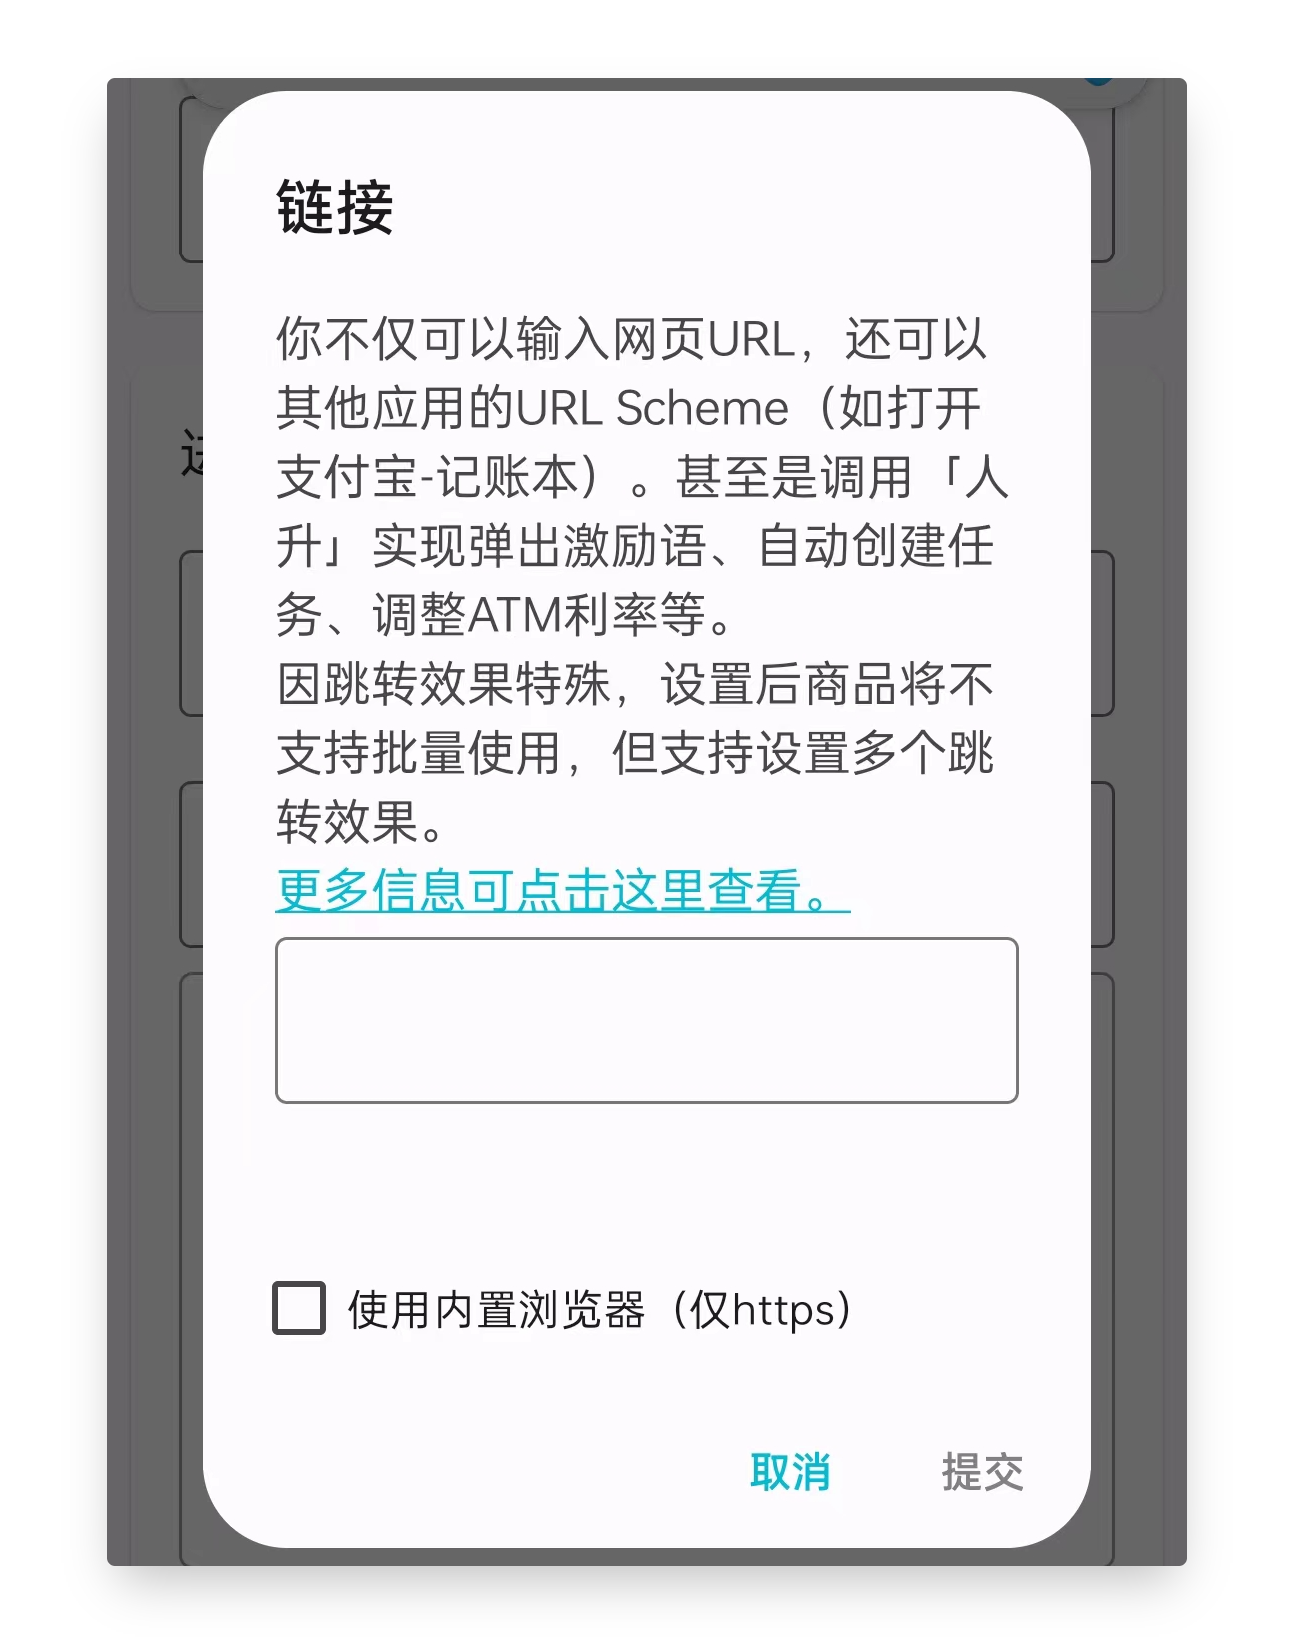 链接
你不仅可以输入网页URL，还可以
其他应用的URL Scheme（如打开
支付宝-记账本）。甚至是调用「人
升」实现弹出激励语、自动创建任
务、调整ATM利率等。
因跳转效果特殊，设置后商品将不
支持批量使用，但支持设置多个跳
转效果。
更多信息可点击这里查看。
使用内置浏览器（仅https）
取消
提交